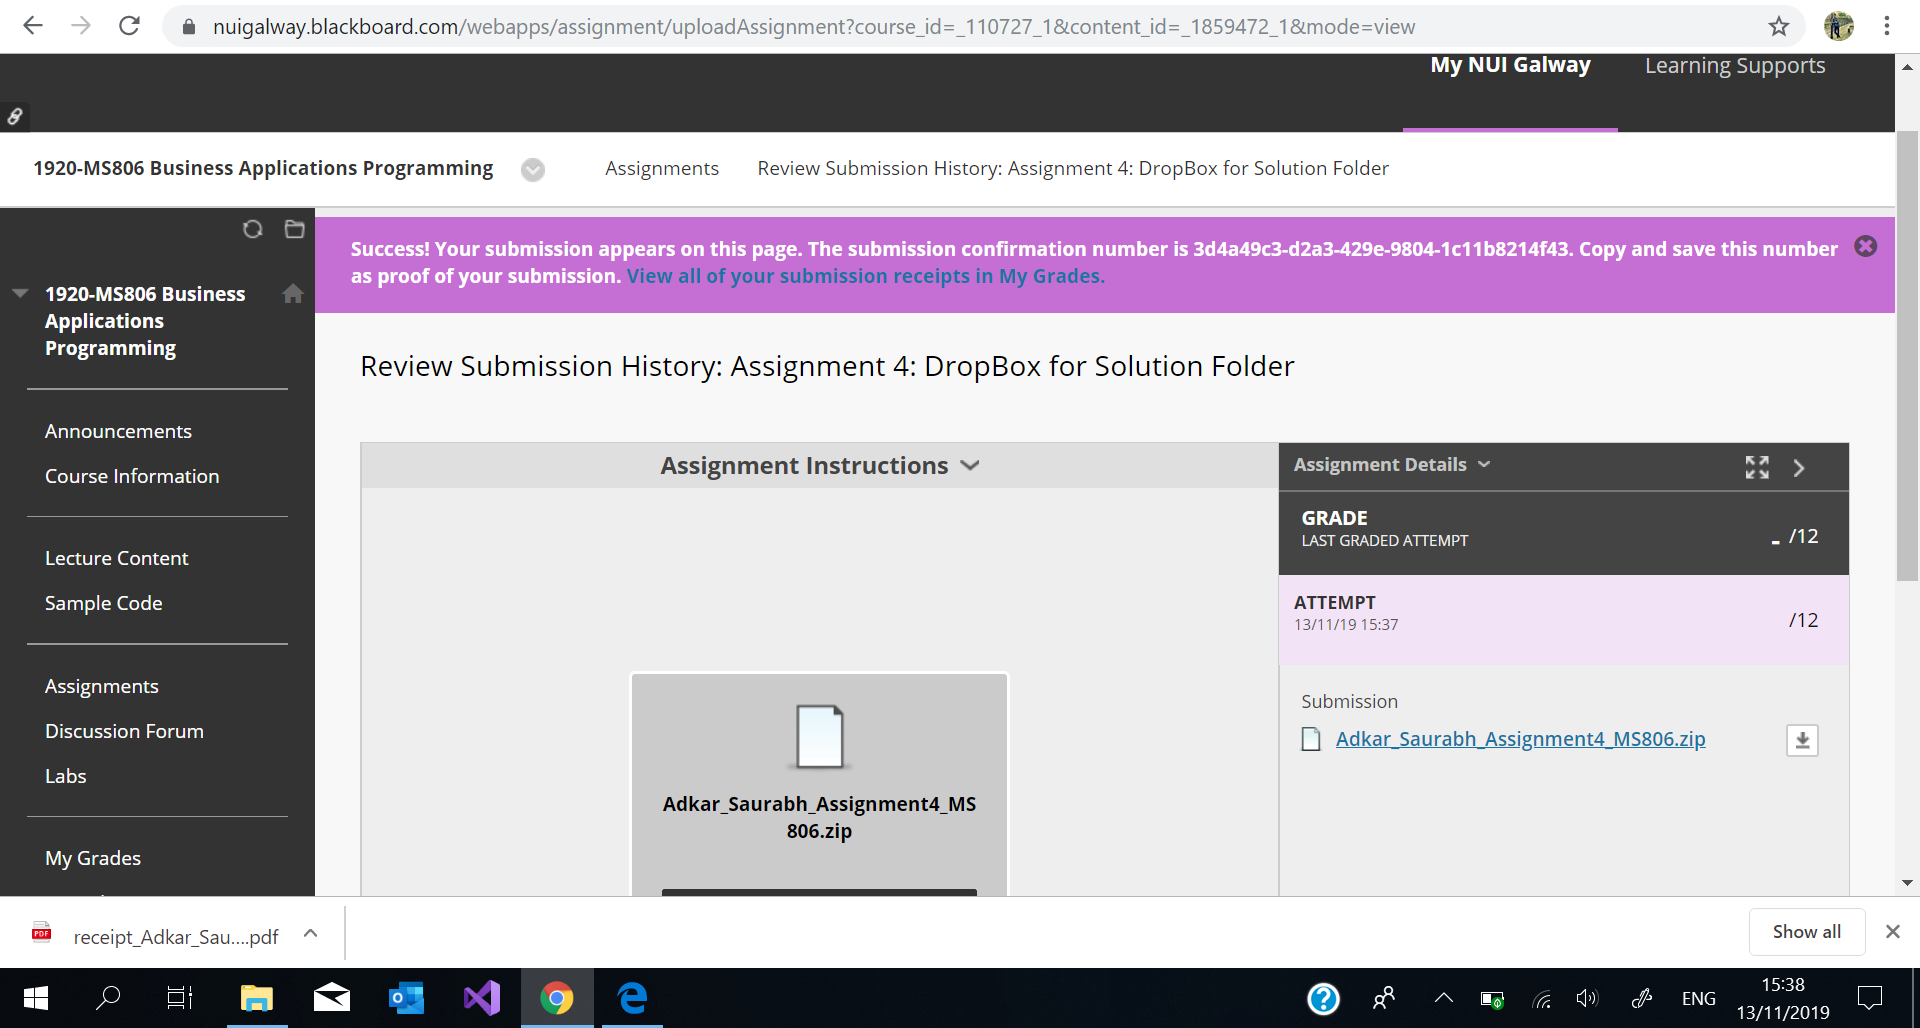 nuigalway.blackboard.com/webapps/assignment/uploadAssignment?course_id=_110727_1&content_id=_1859472_1&mode=view
My NUI Galway
Learning Supports
1920-MS806 Business Applications Programming
Assignments
Review Submission History: Assignment 4: DropBox for Solution Folder
Success! Your submission appears on this page. The submission confirmation number is 3d4a49c3-d2a3-429e-9804-1c11b8214f43. Copy and save this number
as proof of your submission. View all of your submission receipts in My Grades.
1920-MS806 Business
Applications
Programming
Announcements
Course Information
Lecture Content
Sample Code
Assignments
Discussion Forum
Labs
My Grades
Review Submission History: Assignment 4: DropBox for Solution Folder
Assignment Instructions
Adkar_Saurabh_Assignment4_MS
806.zip
Assignment Details
GRADE
LAST GRADED ATTEMPT
- /12
ATTEMPT
13/11/19 15:37
/12
Submission
Adkar_Saurabh_Assignment4_MS806.zip
PDF
receipt_Adkar_Sau....pdf
Show all
ENG
15:38
13/11/2019